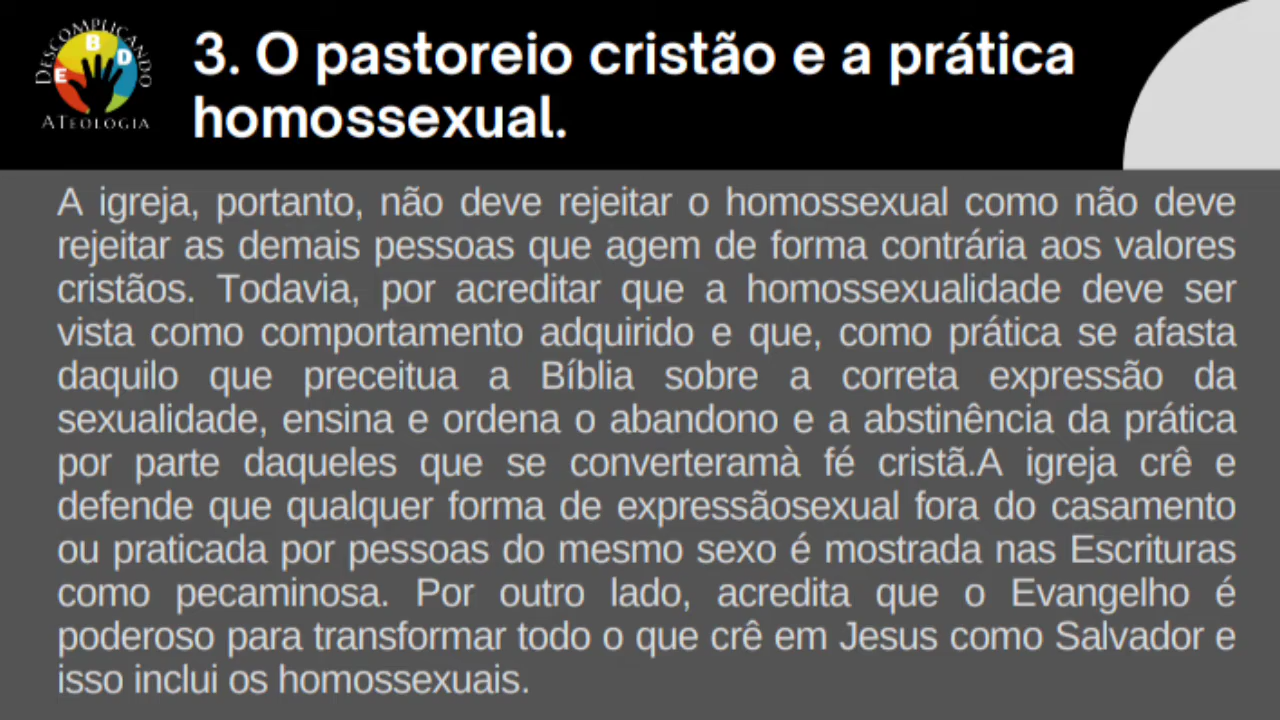 DESCOMPLICANDO
EBD
ATEOLOGIA
3. O pastoreio cristão e a prática
homossexual.
A igreja, portanto, não deve rejeitar o homossexual como não deve
rejeitar as demais pessoas que agem de forma contrária aos valores
cristãos. Todavia, por acreditar que a homossexualidade deve ser
vista como comportamento adquirido e que, como prática se afasta
daquilo que preceitua a Bíblia sobre a correta expressão da
sexualidade, ensina e ordena o abandono e a abstinência da prática
por parte daqueles que se converteramà fé cristã.A igreja crê e
defende que qualquer forma de expressãosexual fora do casamento
ou praticada por pessoas do mesmo sexo é mostrada nas Escrituras
como pecaminosa. Por outro lado, acredita que o Evangelho é
poderoso para transformar todo o que crê em Jesus como Salvador e
isso inclui os homossexuais.